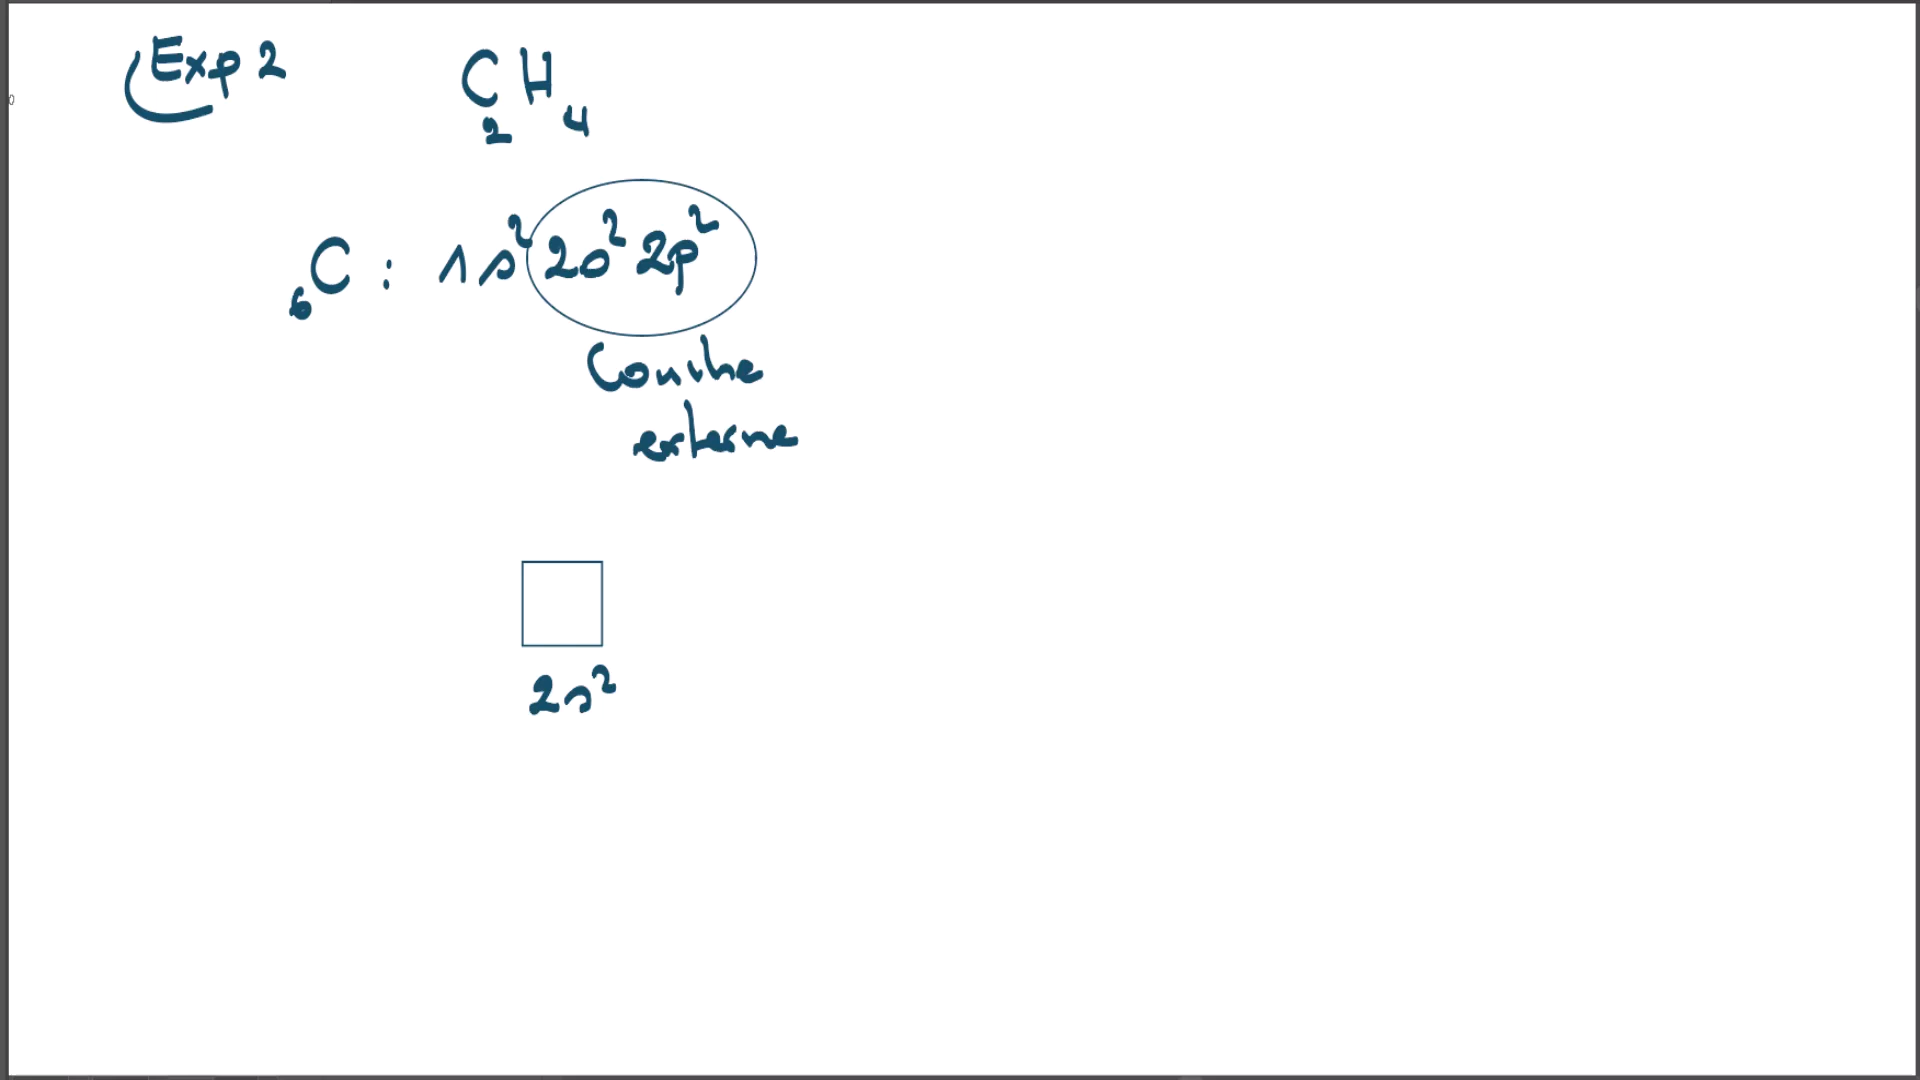 Exp 2 C₂H₄
₆C : 1s² 2s² 2p²
Couche
externe
2s²